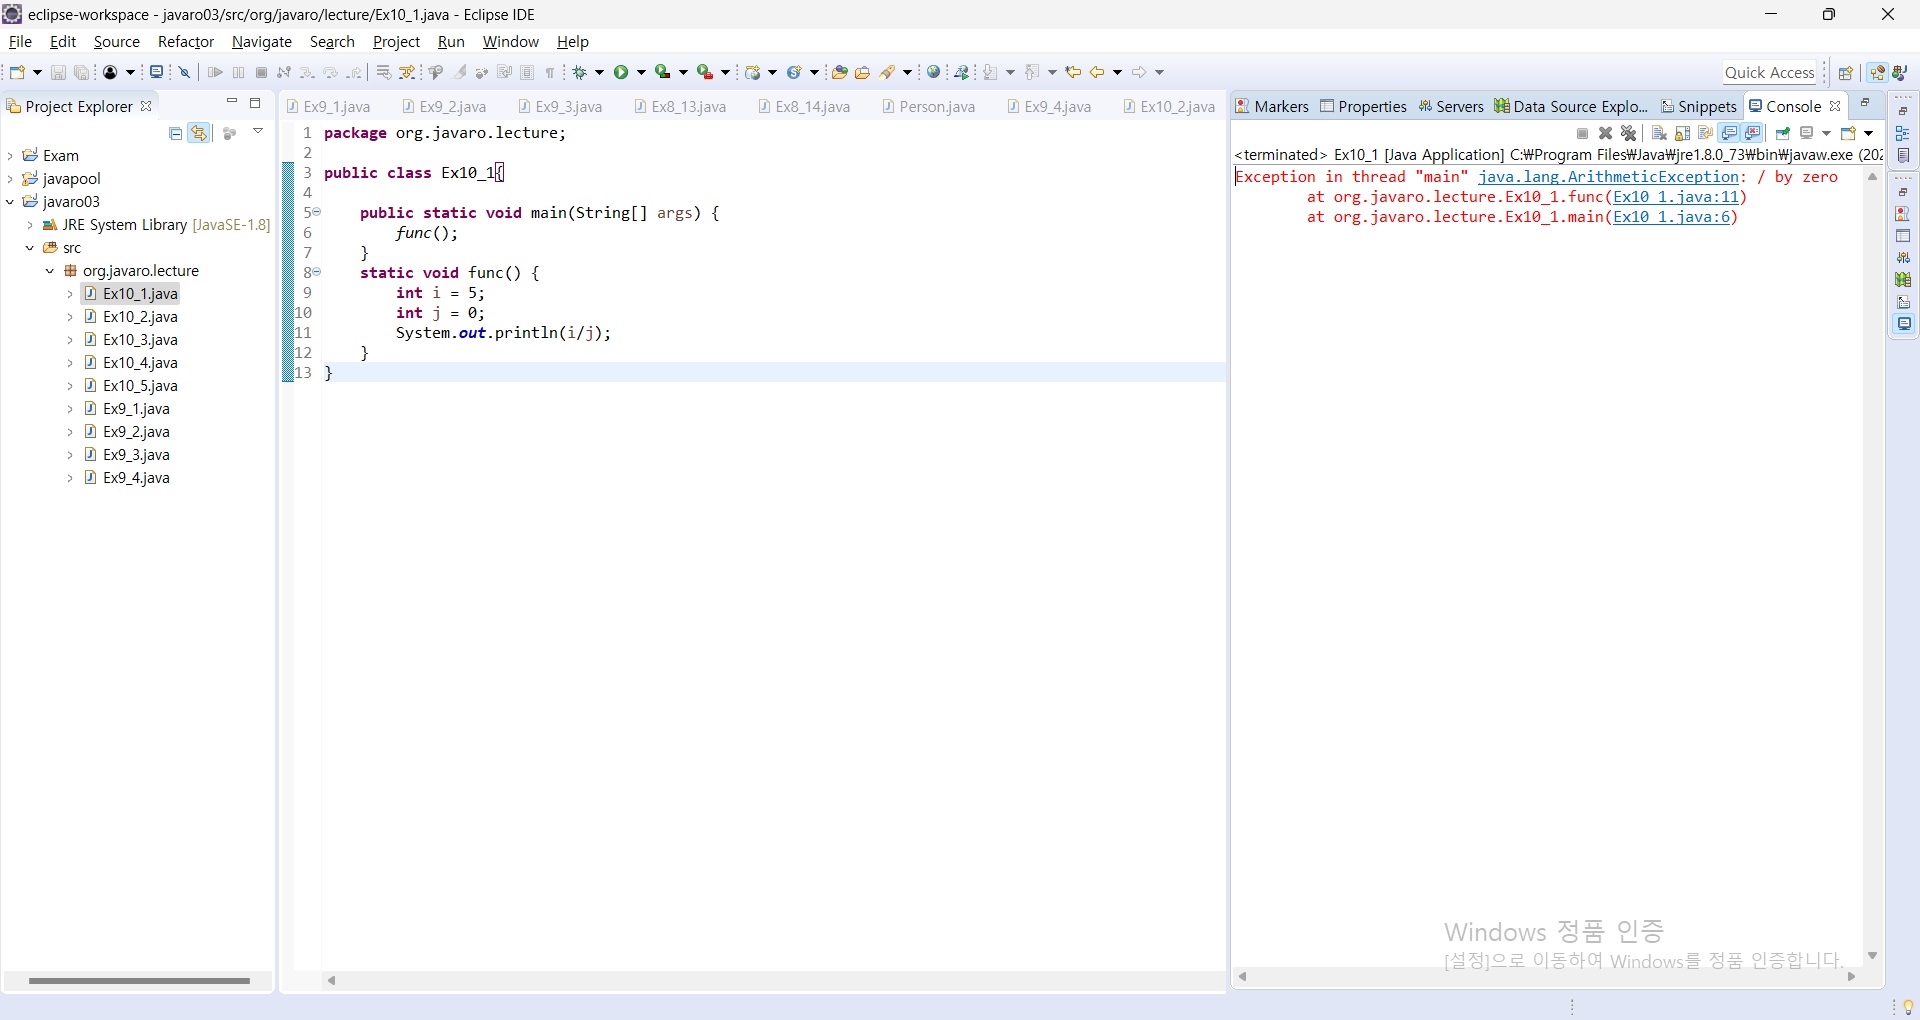 eclipse-workspace - javaro03/src/org/javaro/lecture/Ex10_1.java - Eclipse IDE
File Edit Source Refactor Navigate Search Project Run Window Help
Quick Access
Project Explorer
Exam
javapool
javaro03
JRE System Library [JavaSE-1.8]
src
org.javaro.lecture
Ex10_1.java
Ex10_2.java
Ex10_3.java
Ex10_4.java
Ex10_5.java
Ex9_1.java
Ex9_2.java
Ex9_3.java
Ex9_4.java
Ex9_1.java Ex9_2.java Ex9_3.java Ex8_13.java Ex8_14.java Person.java Ex9_4.java Ex10_2.java
1 package org.javaro.lecture;
2
3 public class Ex10_1{
4
5 public static void main(String[] args) {
6 func();
7 }
8 static void func() {
9 int i = 5;
10 int j = 0;
11 System.out.println(i/j);
12 }
13 }
Markers Properties Servers Data Source Explo... Snippets Console
<terminated> Ex10_1 [Java Application] C:₩Program Files₩Java₩jre1.8.0_73₩bin₩javaw.exe (202
Exception in thread "main" java.lang.ArithmeticException: / by zero
at org.javaro.lecture.Ex10_1.func(Ex10_1.java:11)
at org.javaro.lecture.Ex10_1.main(Ex10_1.java:6)
Windows 정품 인증
[설정]으로 이동하여 Windows를 정품 인증합니다.